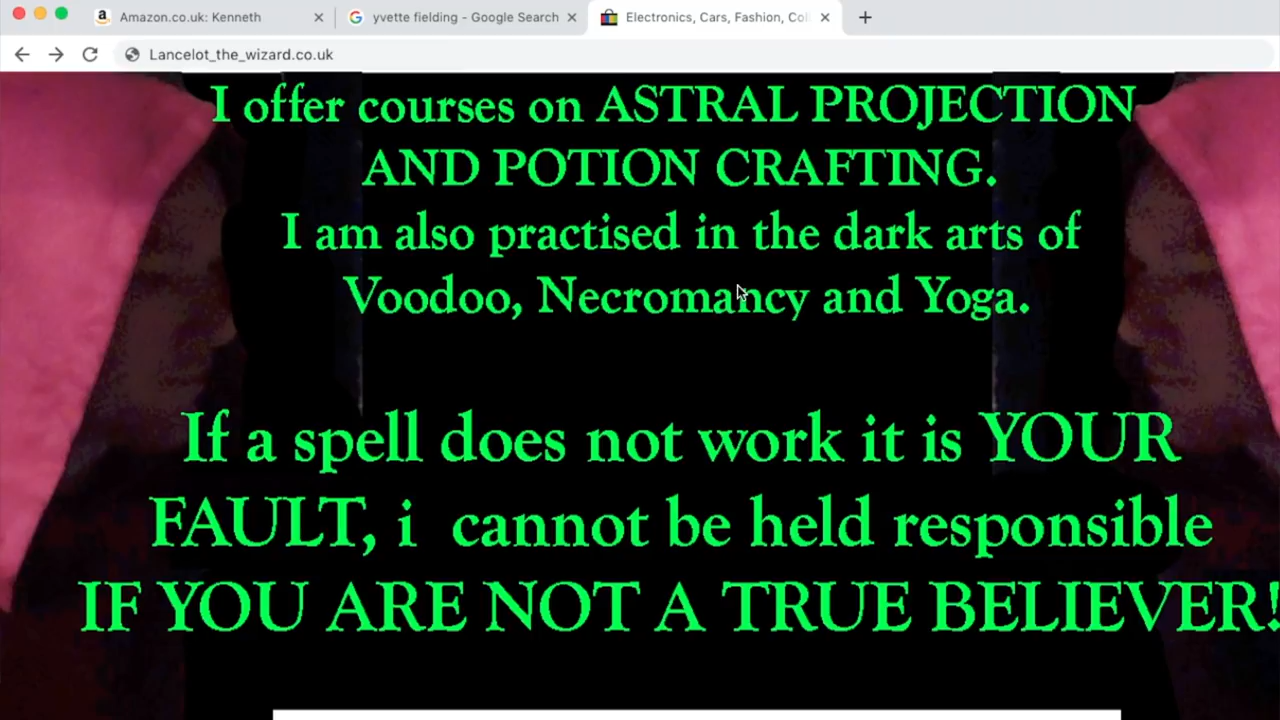 Amazon.co.uk: Kenneth
yvette fielding - Google Search
Electronics, Cars, Fashion, Col
Lancelot_the_wizard.co.uk
I offer courses on ASTRAL PROJECTION
AND POTION CRAFTING.
I am also practised in the dark arts of
Voodoo, Necromancy and Yoga.
If a spell does not work it is YOUR
FAULT, i cannot be held responsible
IF YOU ARE NOT A TRUE BELIEVER!